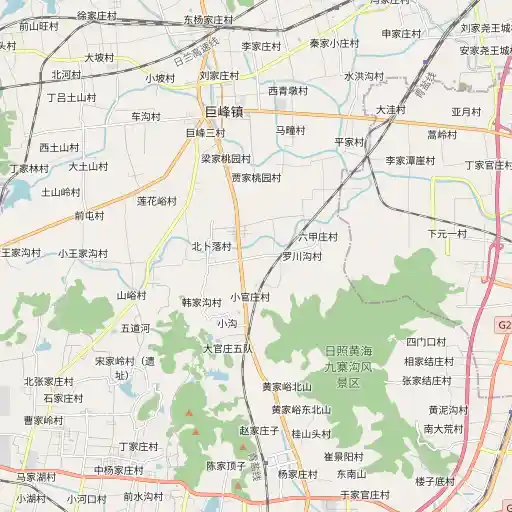 冯家庄村
徐家庄村
东杨家庄村
前山旺村
刘家尧王城村
申家庄村
秦家小庄村
李家庄村
安家尧王城村
大坡村
日兰高速线
北河村
小坡村
刘家庄村
水洪沟村
青盐线
西青墩村
丁吕土山村
大洼村
亚月村
车沟村
巨峰镇
马疃村
巨峰三村
蒿岭村
平家村
西土山村
梁家桃园村
李家潭崖村
丁家林村
大土山村
丁家官庄村
贾家桃园村
土山岭村
莲花峪村
前屯村
下元一村
六甲庄村
北卜落村
王家沟村
小王家沟村
罗川沟村
山峪村
小官庄村
韩家沟村
五道河
小沟
G2
四门口村
大官庄五队
日照黄海
九寨沟风
景区
宋家岭村（遗
址）
相家结庄村
北张家庄村
张家结庄村
黄家峪北山
石家庄村
黄家峪东北山
黄泥沟村
曹家岭村
赵家庄子
南大荒村
桂山头村
丁家庄村
青盐线
崔景阳村
中杨家庄村
陈家顶子
马家湖村
杨家庄村
东南山
楼子底村
小湖村
小河口村
前水沟村
于家官庄村
G